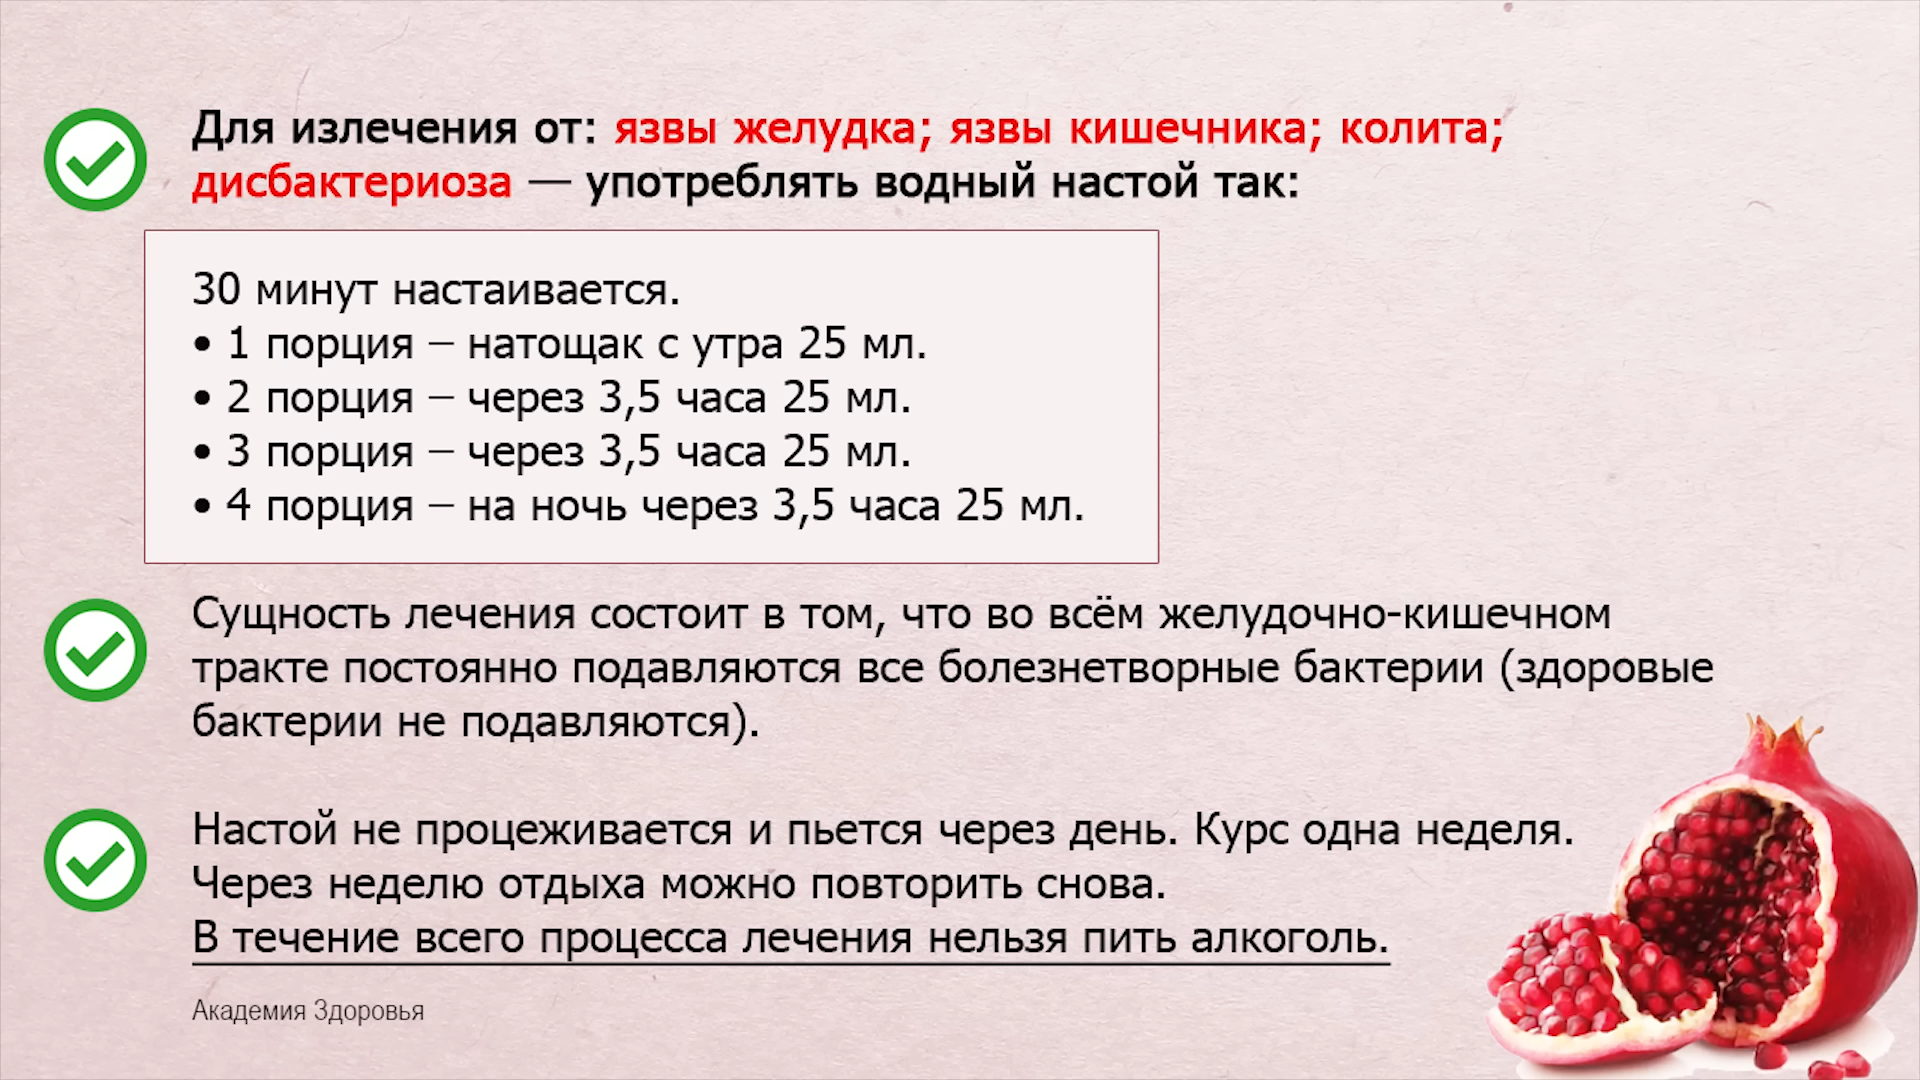 Для излечения от: язвы желудка; язвы кишечника; колита;
дисбактериоза — употреблять водный настой так:
30 минут настаивается.
• 1 порция – натощак с утра 25 мл.
• 2 порция – через 3,5 часа 25 мл.
• 3 порция – через 3,5 часа 25 мл.
• 4 порция – на ночь через 3,5 часа 25 мл.
Сущность лечения состоит в том, что во всём желудочно-кишечном
тракте постоянно подавляются все болезнетворные бактерии (здоровые
бактерии не подавляются).
Настой не процеживается и пьется через день. Курс одна неделя.
Через неделю отдыха можно повторить снова.
В течение всего процесса лечения нельзя пить алкоголь.
Академия Здоровья